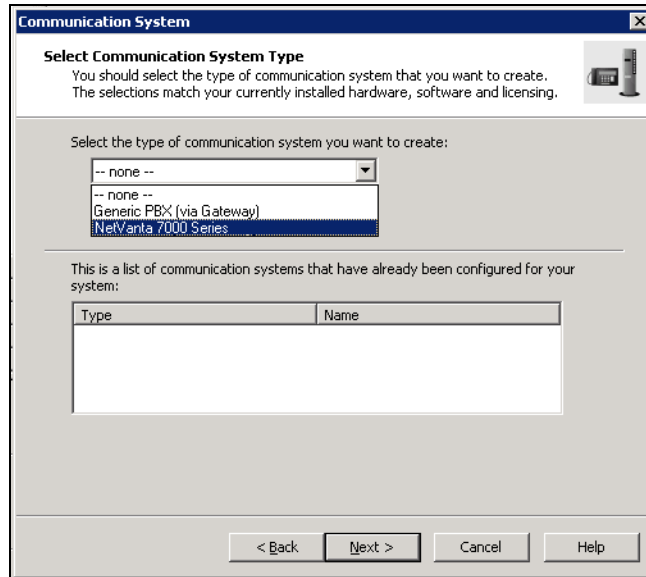 Communication System
Select Communication System Type
You should select the type of communication system that you want to create.
The selections match your currently installed hardware, software and licensing.
Select the type of communication system you want to create:
-- none --
-- none --
Generic PBX (via Gateway)
NetVanta 7000 Series
This is a list of communication systems that have already been configured for your
system:
Type Name
< Back Next > Cancel Help